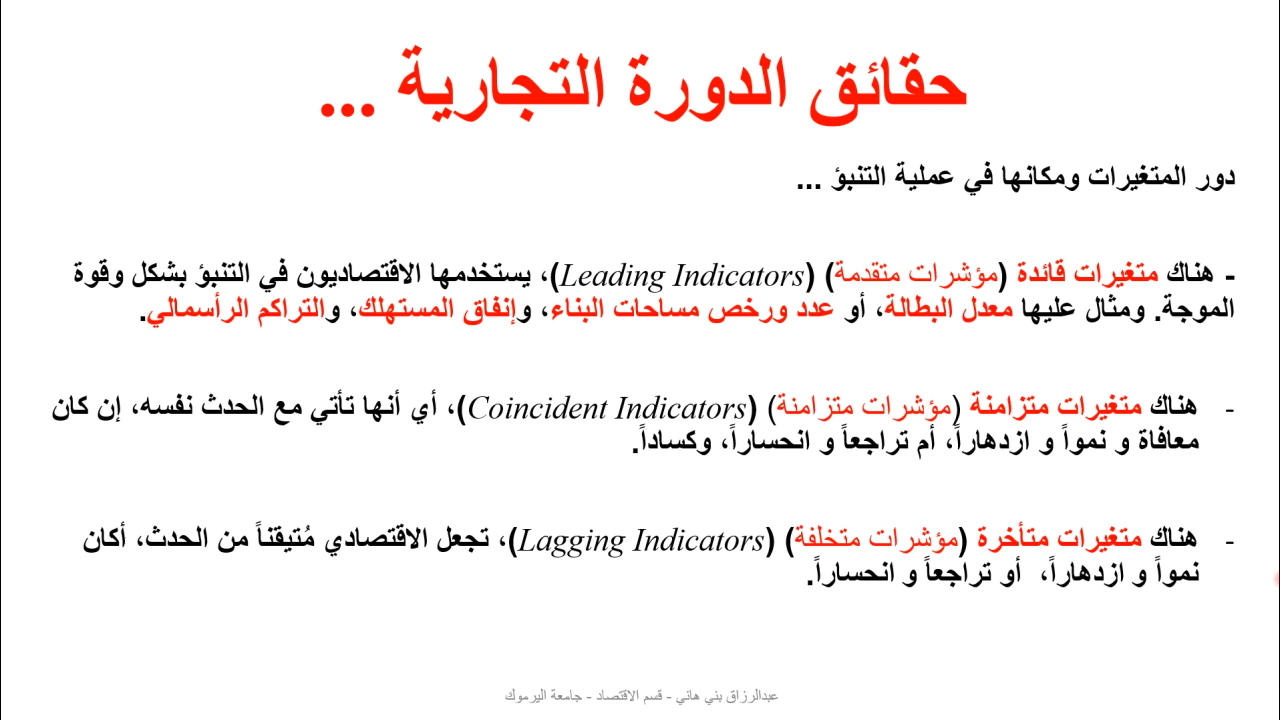 حقائق الدورة التجارية ...
دور المتغيرات ومكانها في عملية التنبؤ ...
- هناك متغيرات قائدة (مؤشرات متقدمة) (Leading Indicators)، يستخدمها الاقتصاديون في التنبؤ بشكل وقوة
الموجة. ومثال عليها معدل البطالة، أو عدد ورخص مساحات البناء، وإنفاق المستهلك، والتراكم الرأسمالي.
- هناك متغيرات متزامنة (مؤشرات متزامنة) (Coincident Indicators)، أي أنها تأتي مع الحدث نفسه، إن كان
معافاة و نمواً و ازدهاراً، أم تراجعاً و انحساراً، وكساداً.
- هناك متغيرات متأخرة (مؤشرات متخلفة) (Lagging Indicators)، تجعل الاقتصادي مُتيقناً من الحدث، أكان
نمواً و ازدهاراً، أو تراجعاً و انحساراً.
عبدالرزاق بني هاني - قسم الاقتصاد - جامعة اليرموك